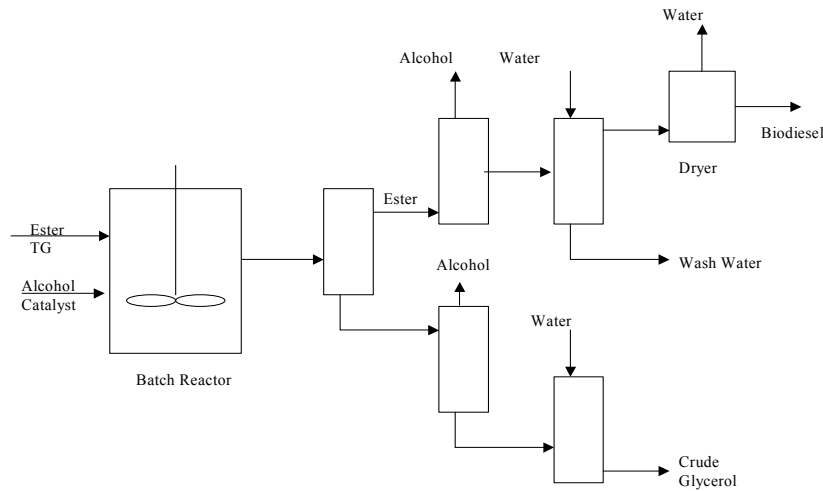 Water
Alcohol
Water
Biodiesel
Dryer
Ester
Ester
TG
Wash Water
Alcohol
Alcohol
Catalyst
Water
Batch Reactor
Crude
Glycerol